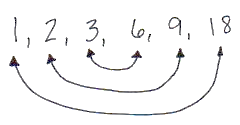 1, 2, 3, 6, 9, 18